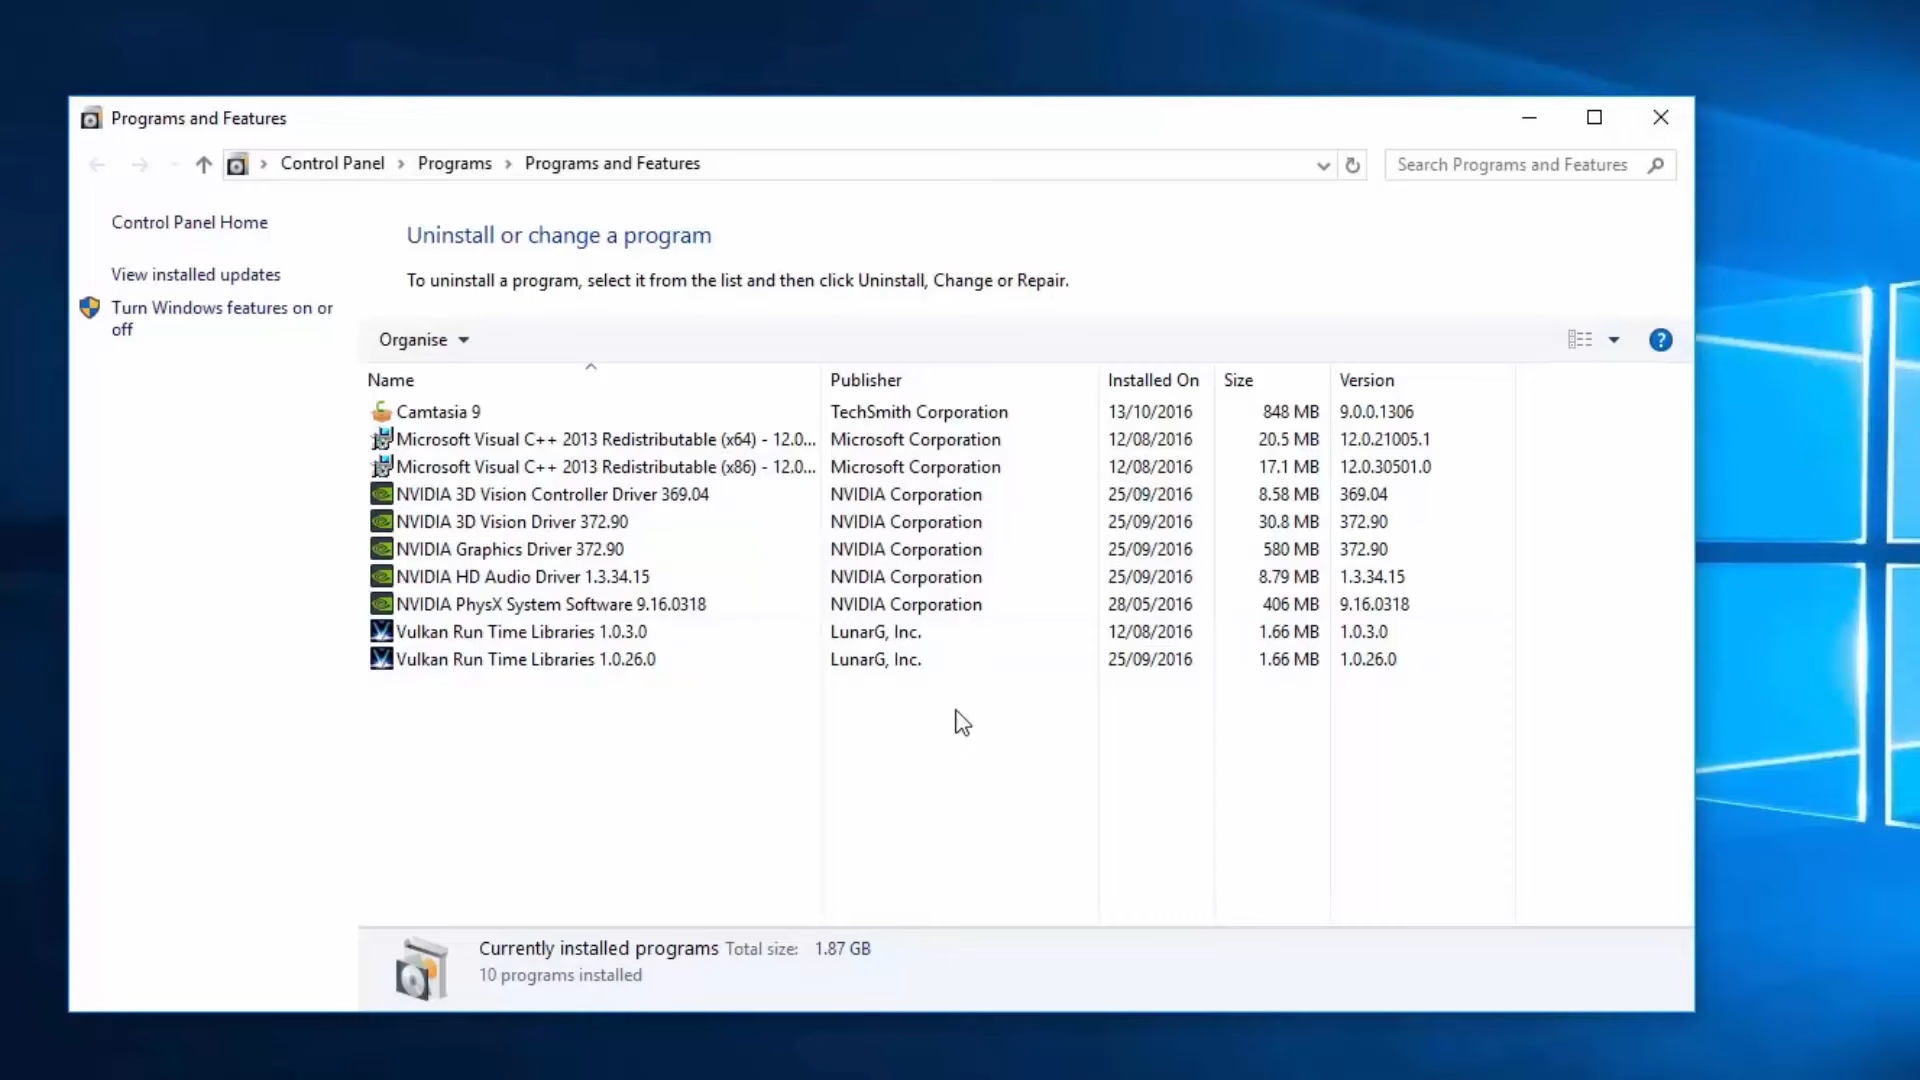 Programs and Features
Control Panel > Programs > Programs and Features
Search Programs and Features
Control Panel Home
View installed updates
Turn Windows features on or
off
Uninstall or change a program
To uninstall a program, select it from the list and then click Uninstall, Change or Repair.
Organise
?
Name Publisher Installed On Size Version
Camtasia 9 TechSmith Corporation 13/10/2016 848 MB 9.0.0.1306
Microsoft Visual C++ 2013 Redistributable (x64) - 12.0... Microsoft Corporation 12/08/2016 20.5 MB 12.0.21005.1
Microsoft Visual C++ 2013 Redistributable (x86) - 12.0... Microsoft Corporation 12/08/2016 17.1 MB 12.0.30501.0
NVIDIA 3D Vision Controller Driver 369.04 NVIDIA Corporation 25/09/2016 8.58 MB 369.04
NVIDIA 3D Vision Driver 372.90 NVIDIA Corporation 25/09/2016 30.8 MB 372.90
NVIDIA Graphics Driver 372.90 NVIDIA Corporation 25/09/2016 580 MB 372.90
NVIDIA HD Audio Driver 1.3.34.15 NVIDIA Corporation 25/09/2016 8.79 MB 1.3.34.15
NVIDIA PhysX System Software 9.16.0318 NVIDIA Corporation 28/05/2016 406 MB 9.16.0318
Vulkan Run Time Libraries 1.0.3.0 LunarG, Inc. 12/08/2016 1.66 MB 1.0.3.0
Vulkan Run Time Libraries 1.0.26.0 LunarG, Inc. 25/09/2016 1.66 MB 1.0.26.0
Currently installed programs Total size: 1.87 GB
10 programs installed